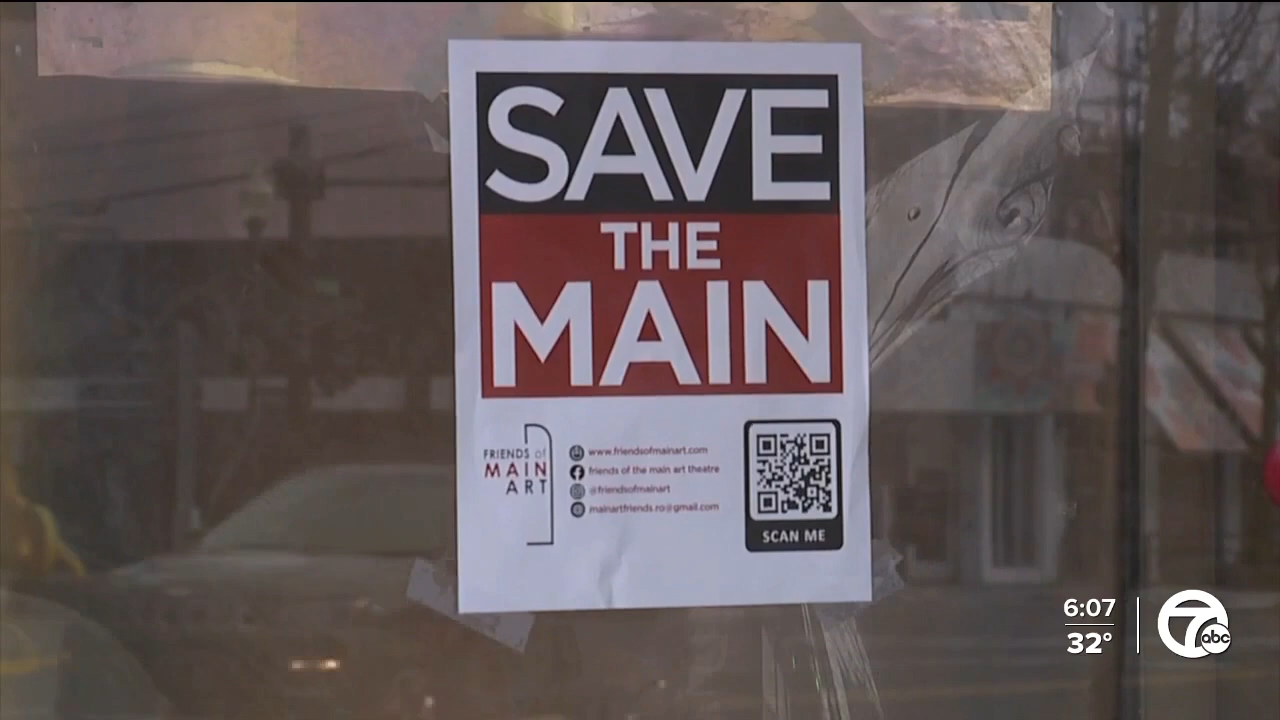 SAVE
THE
MAIN
FRIENDS of
MAIN
ART
www.friendsofmainart.com
friends of the main art theatre
@friendsofmainart
mainartfriends.ro@gmail.com
SCAN ME
6:07
32°
7
abc